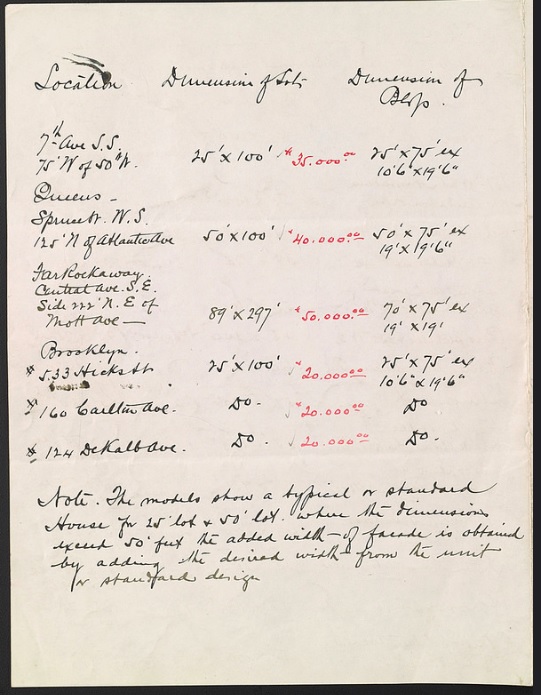 Location Dimension of Lots Dimension of Bldgs.
7th Ave S.S.
75' W of 50th St. 25' x 100' $35.000.00 25' x 75' ex
10'6" x 19'6"
Queens -
Spruce St. W.S.
125' N of Atlantic Ave 50' x 100' $40.000.00 50' x 75' ex
19' x 19'6"
Far Rockaway.
Central Ave. S.E.
Side 222' N.E of 89' x 297' $50.000.00 70' x 75' ex
Mott Ave — 19' x 19'
Brooklyn.
* 533 Hicks St 25' x 100' $20.000.00 25' x 75' ex
10'6" x 19'6"
* 160 Carlton Ave. Do. $20.000.00 Do
* 124 DeKalb Ave. Do. $20.000.00 Do.
Note. The models show a typical or standard
House for 25' lot & 50' lot. where the dimensions
exceed 50 feet the added width of facade is obtained
by adding the desired width from the unit
or standard design